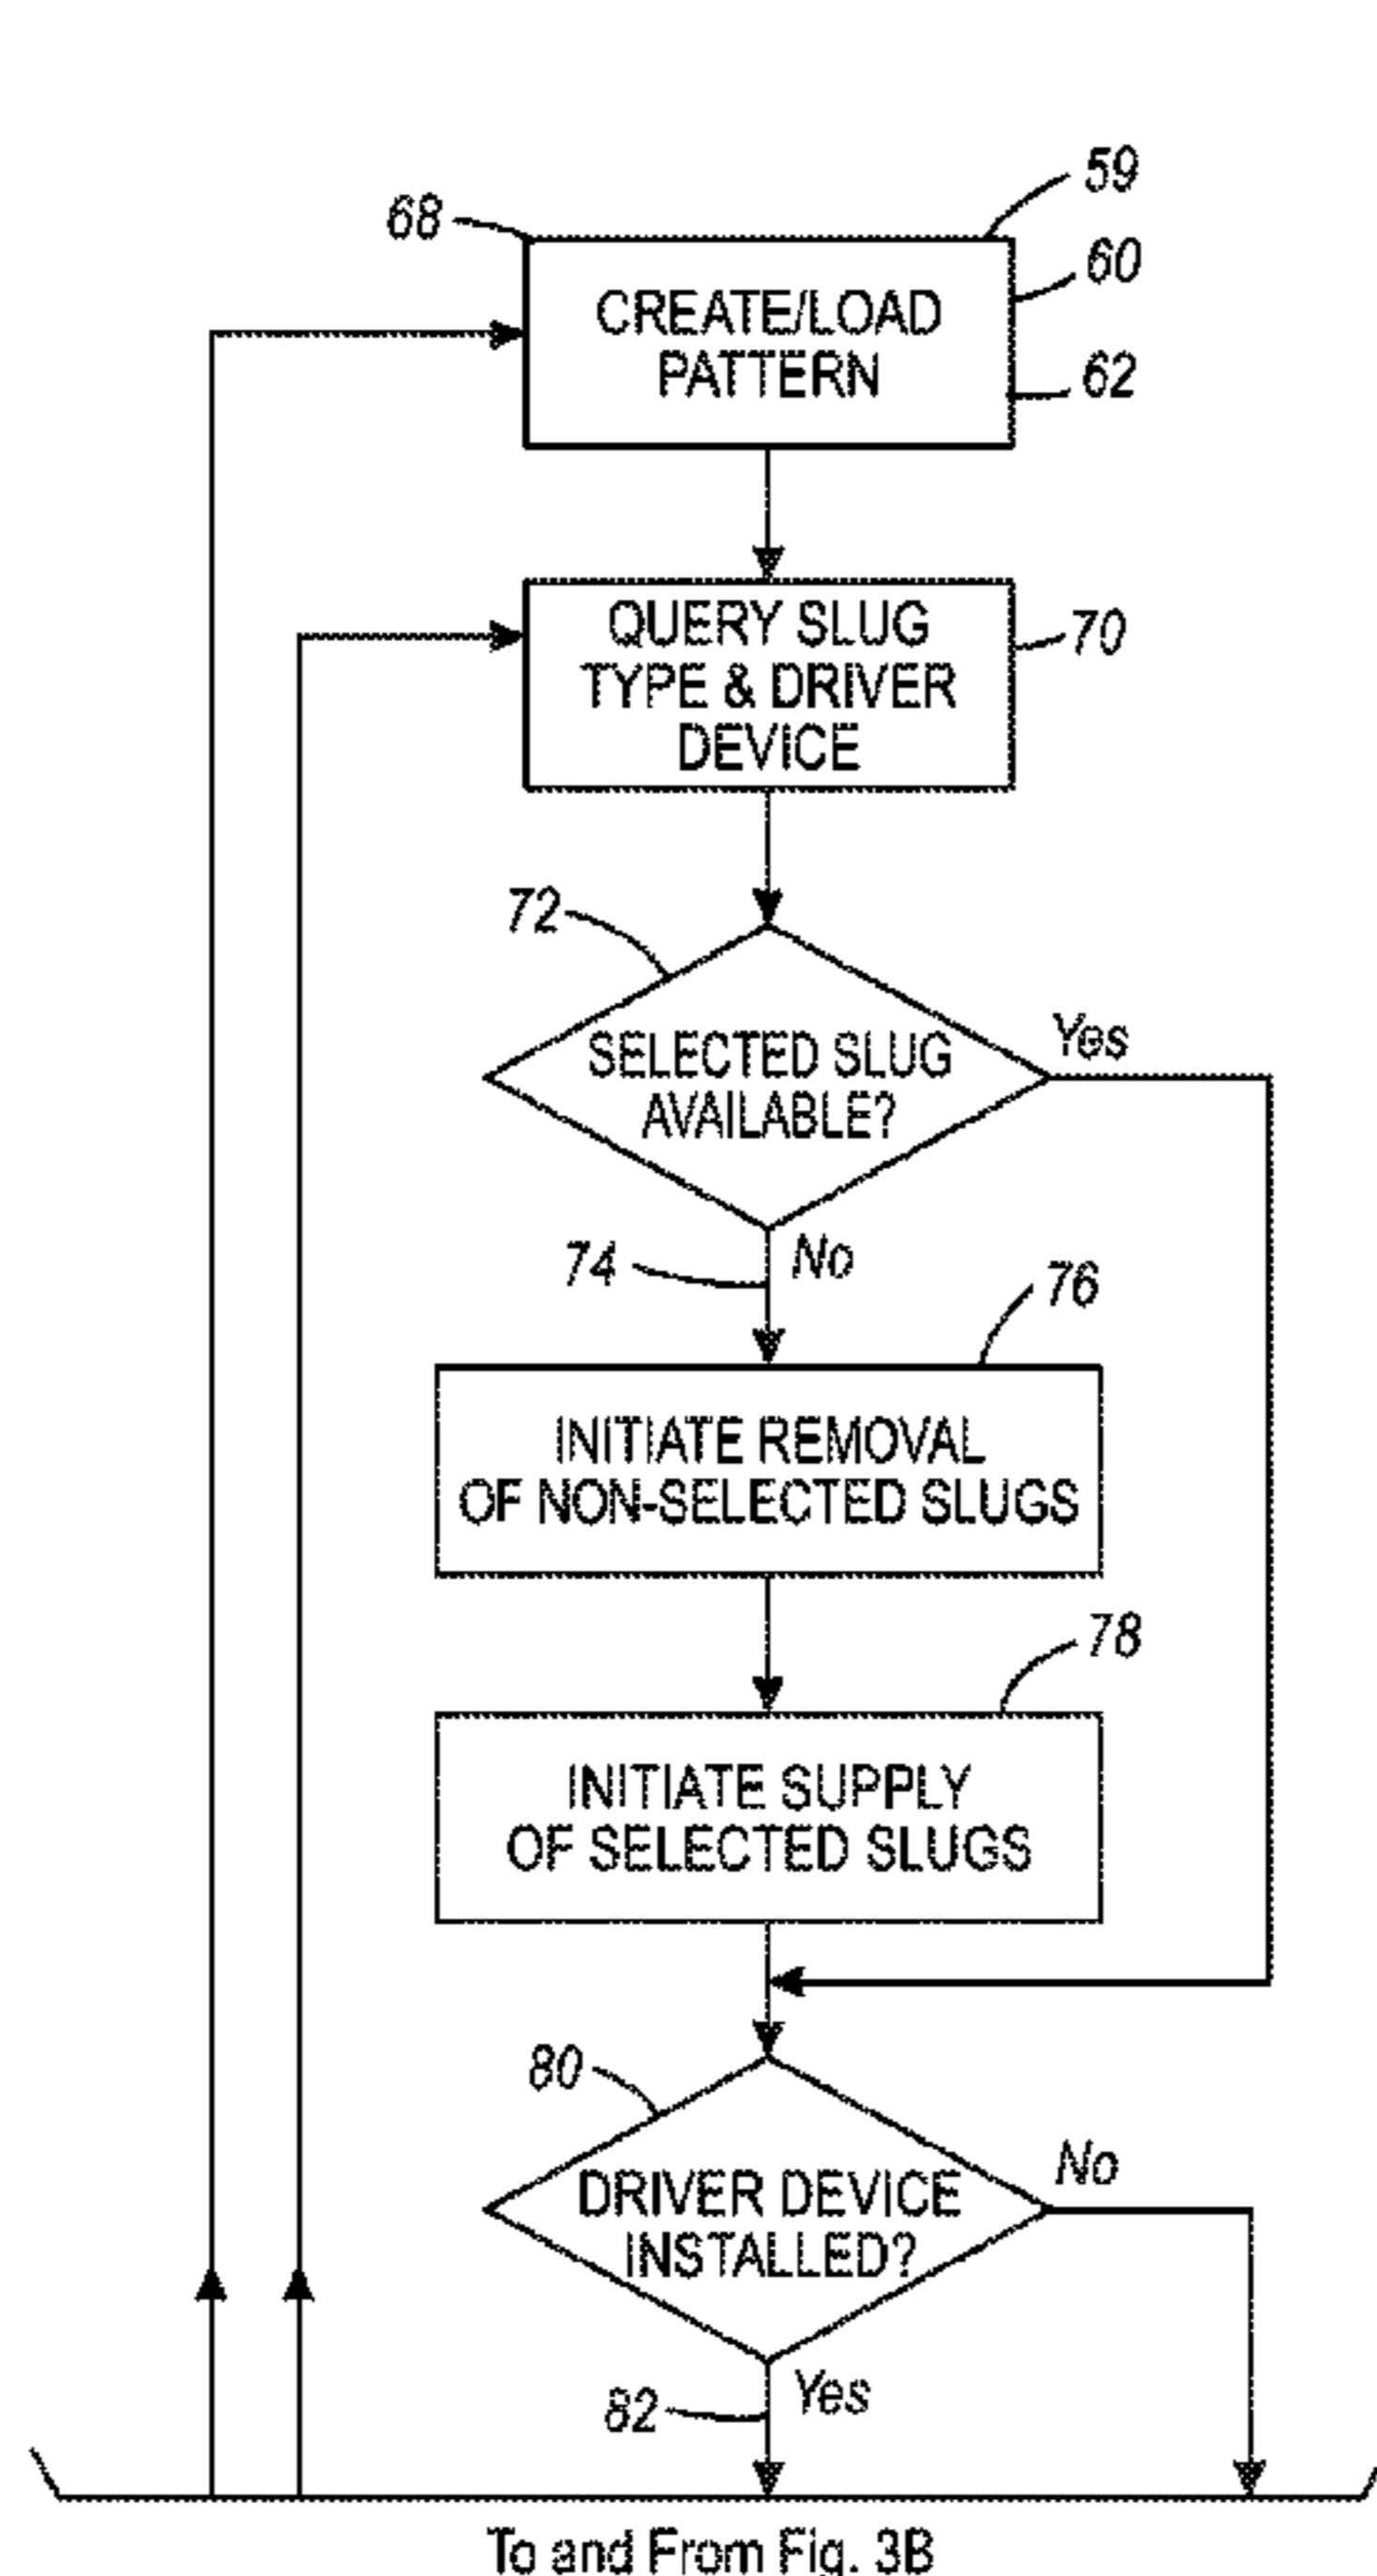 59
68
60
CREATE/LOAD
PATTERN
62
QUERY SLUG
TYPE & DRIVER
DEVICE
70
72
Yes
SELECTED SLUG
AVAILABLE?
74
No
76
INITIATE REMOVAL
OF NON-SELECTED SLUGS
78
INITIATE SUPPLY
OF SELECTED SLUGS
80
No
DRIVER DEVICE
INSTALLED?
82
Yes
To and From Fig. 3B